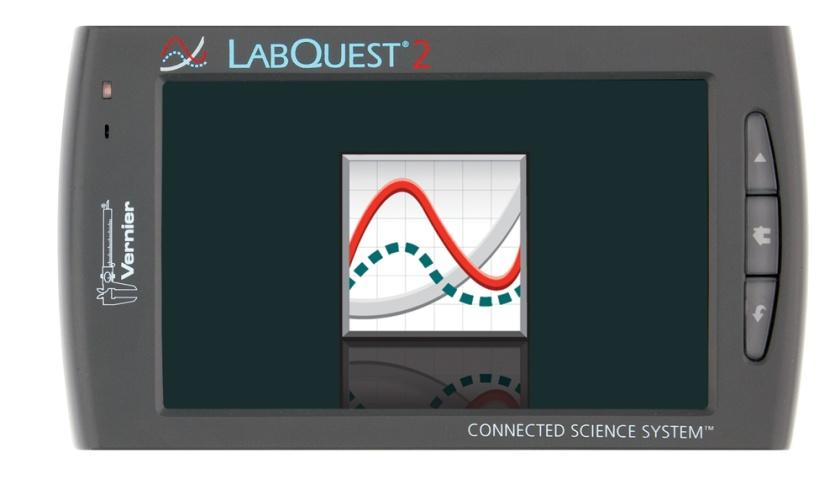 LABQUEST® 2
Vernier
CONNECTED SCIENCE SYSTEM™